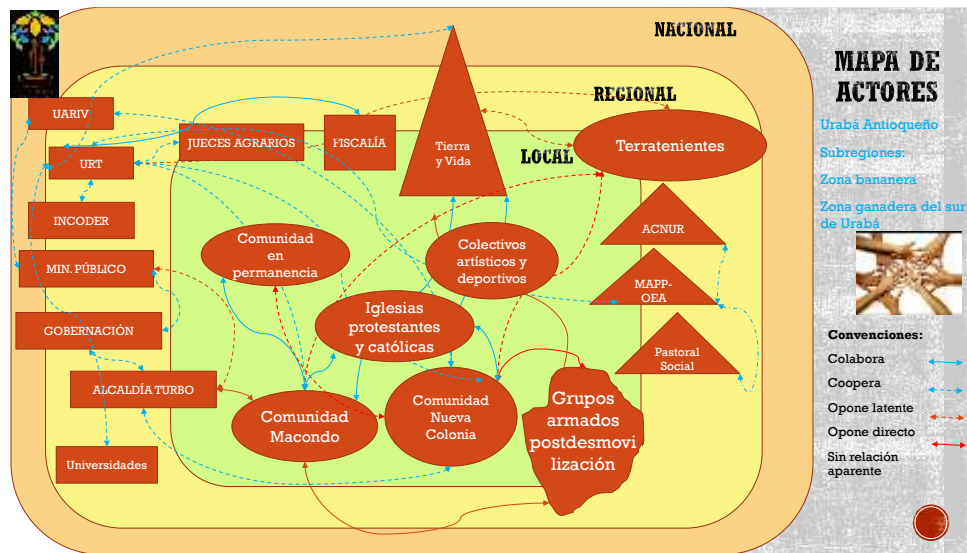 NACIONAL
REGIONAL
LOCAL
UARIV
URT
INCODER
MIN. PÚBLICO
GOBERNACIÓN
ALCALDÍA TURBO
Universidades
JUECES AGRARIOS
FISCALÍA
Tierra
y Vida
Terratenientes
Comunidad
en
permanencia
Colectivos
artísticos y
deportivos
Iglesias
protestantes
y católicas
Comunidad
Macondo
Comunidad
Nueva
Colonia
Grupos
armados
postdesmovi
lización
ACNUR
MAPP-
OEA
Pastoral
Social
MAPA DE
ACTORES
Urabá Antioqueño
Subregiones:
Zona bananera
Zona ganadera del sur
de Urabá
Convenciones:
Colabora
Coopera
Opone latente
Opone directo
Sin relación
aparente